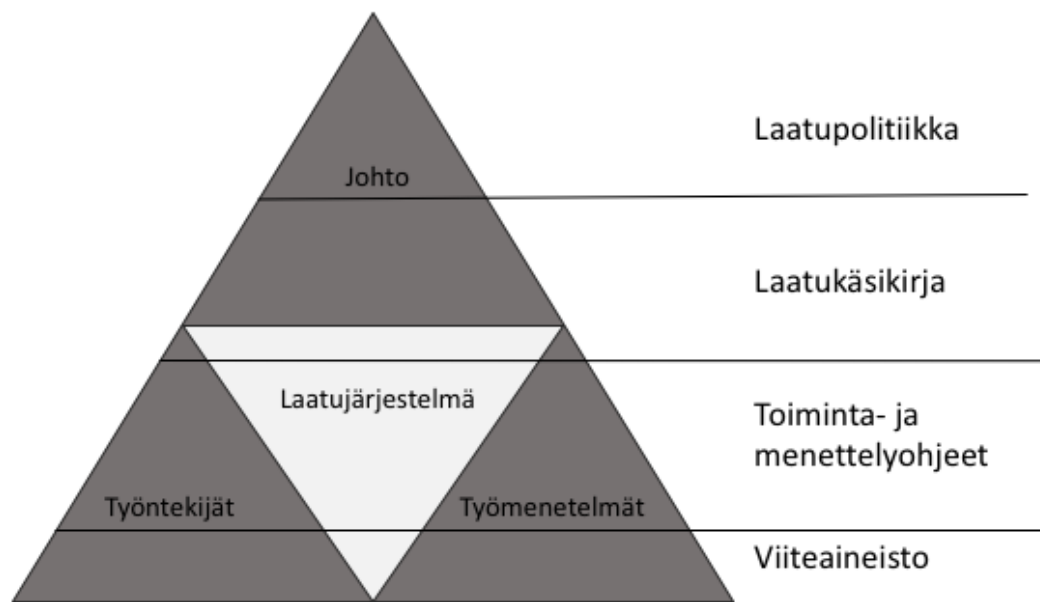 Laatupolitiikka
Johto
Laatukäsikirja
Laatujärjestelmä
Toiminta- ja
menettelyohjeet
Työntekijät
Työmenetelmät
Viiteaineisto